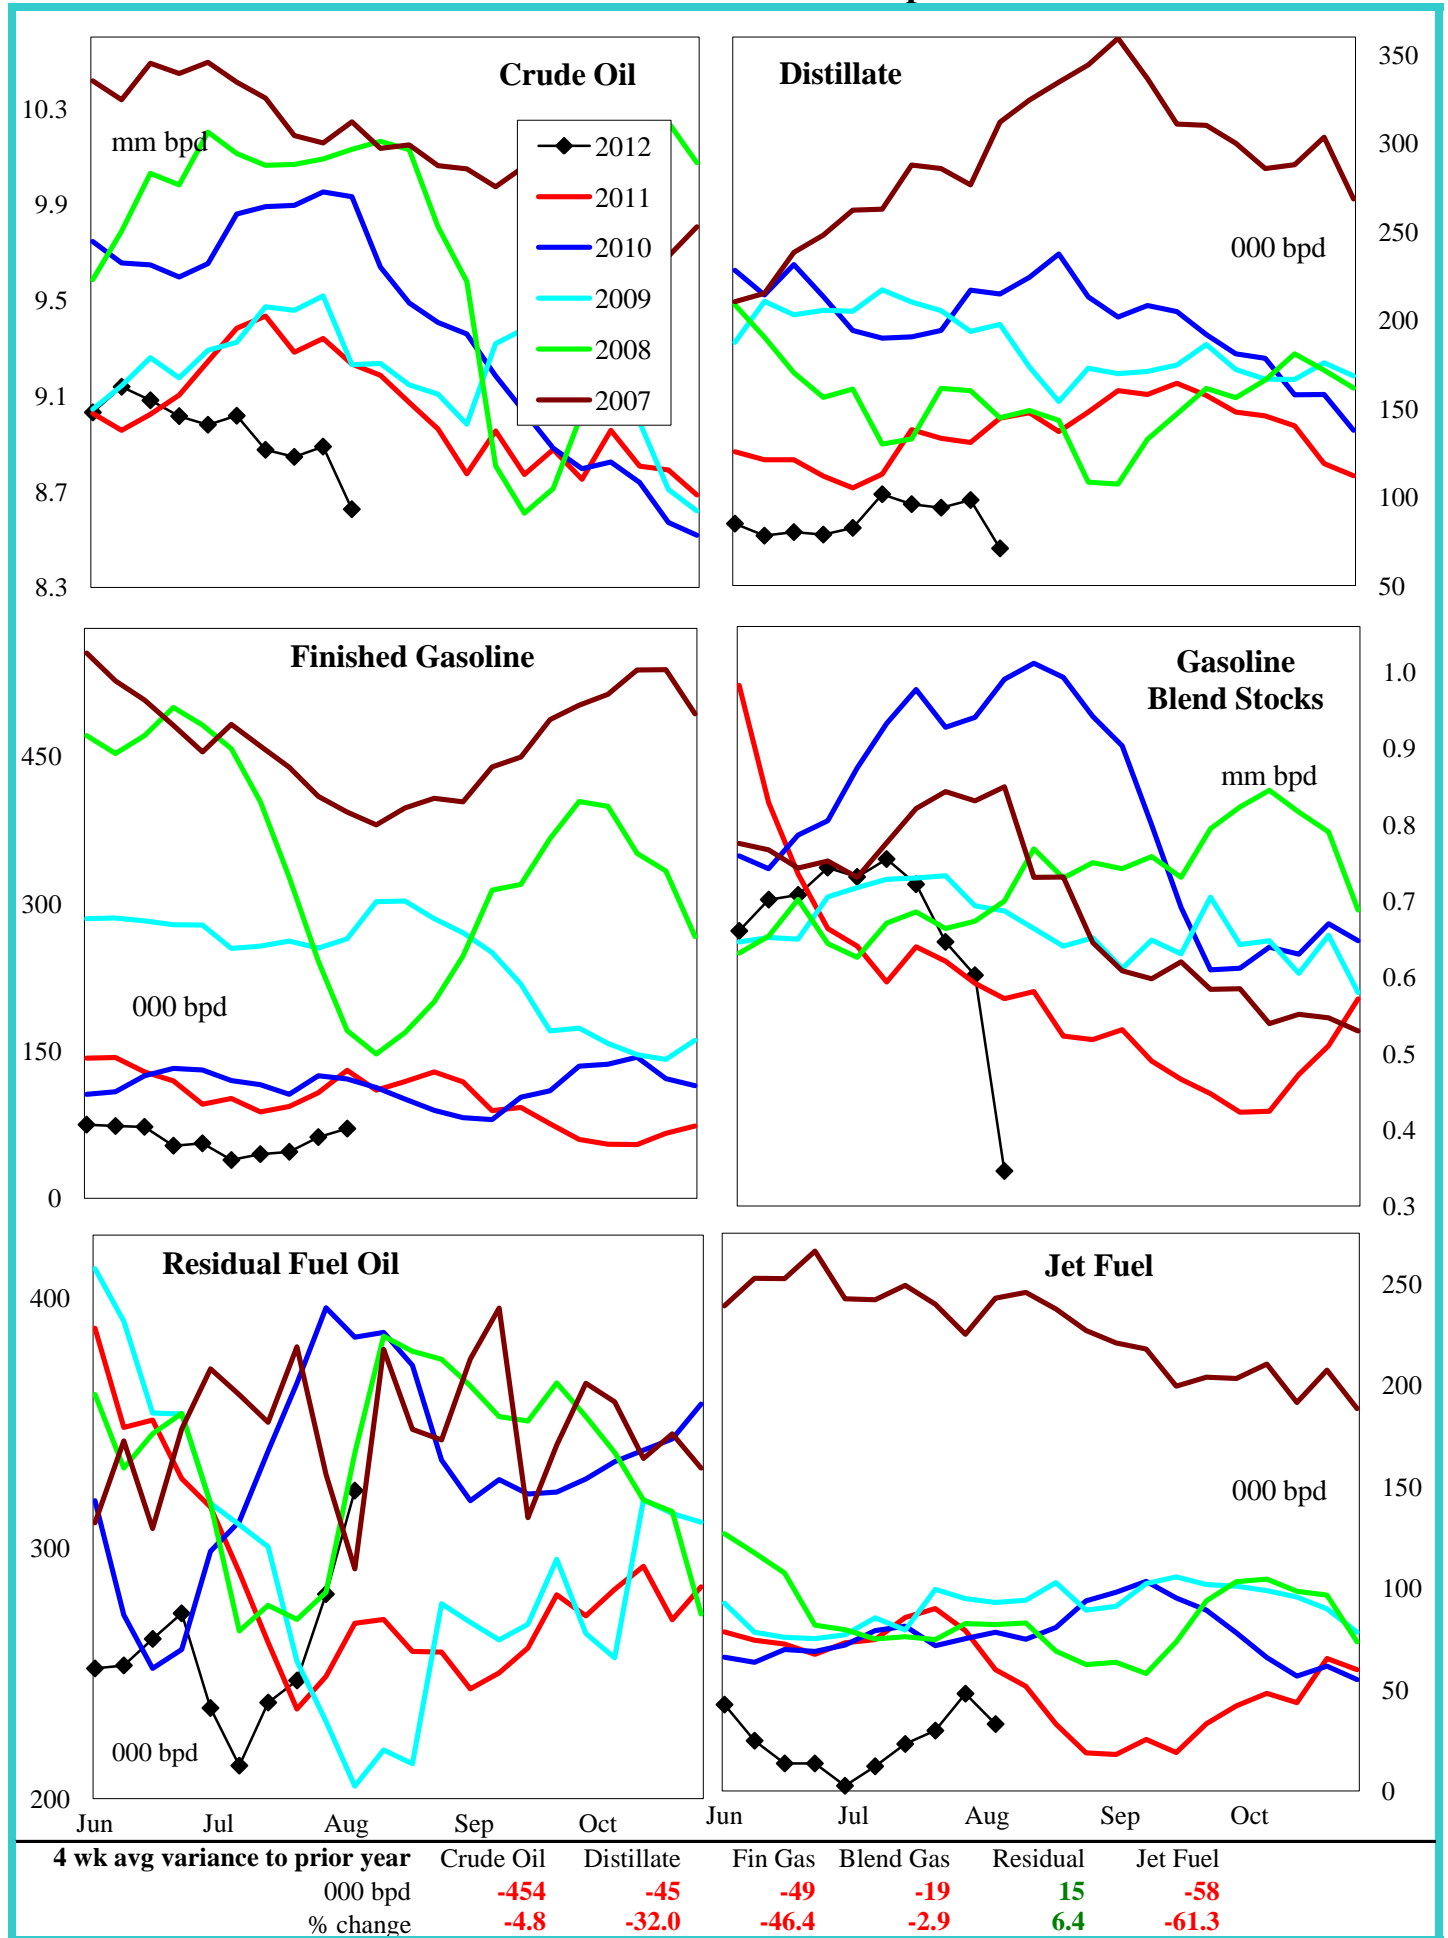 Crude Oil
mm bpd
10.3
9.9
9.5
9.1
8.7
8.3
2012
2011
2010
2009
2008
2007
Distillate
000 bpd
350
300
250
200
150
100
50
Finished Gasoline
000 bpd
450
300
150
0
Gasoline
Blend Stocks
mm bpd
1.0
0.9
0.8
0.7
0.6
0.5
0.4
0.3
Residual Fuel Oil
000 bpd
400
300
200
Jun Jul Aug Sep Oct
Jet Fuel
000 bpd
250
200
150
100
50
0
Jun Jul Aug Sep Oct
4 wk avg variance to prior year Crude Oil Distillate Fin Gas Blend Gas Residual Jet Fuel
000 bpd -454 -45 -49 -19 15 -58
% change -4.8 -32.0 -46.4 -2.9 6.4 -61.3